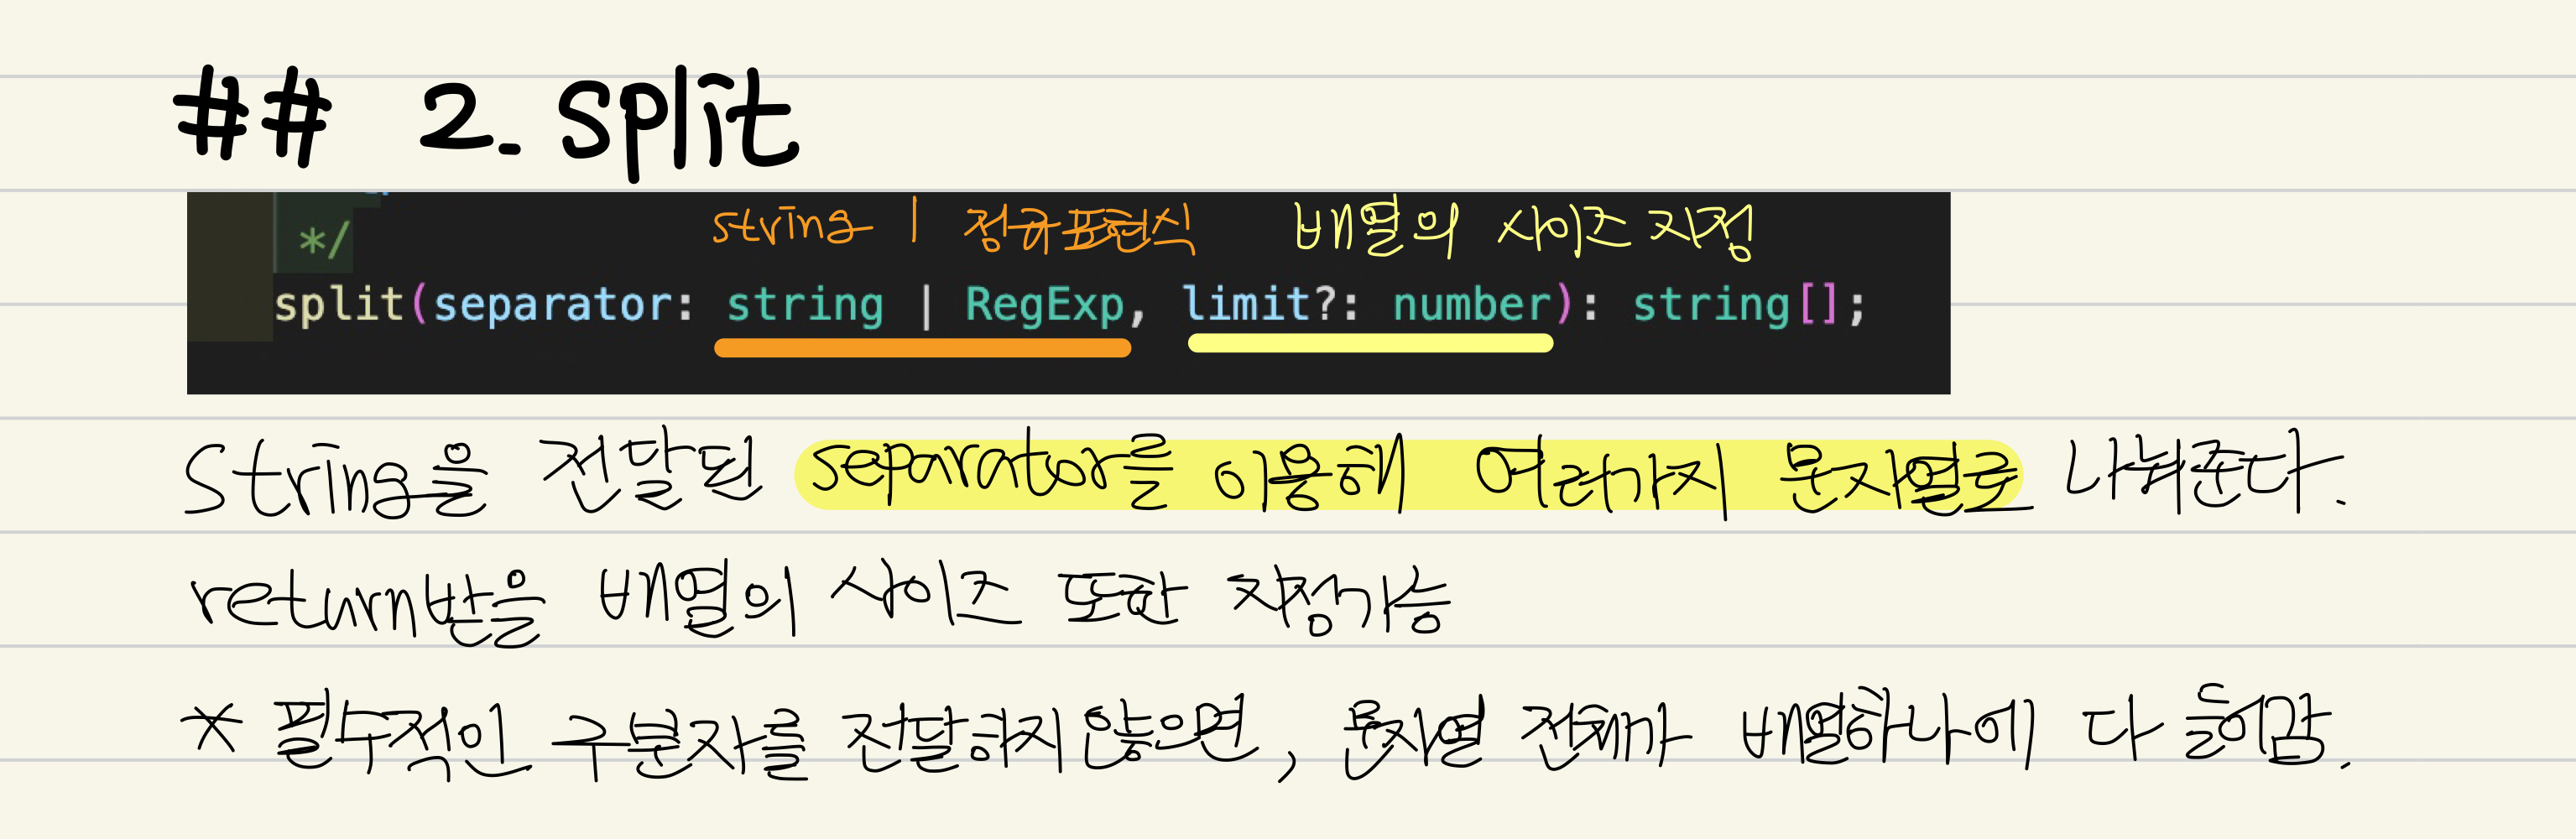 ## 2. split
string | 정규표현식 배열의 사이즈 지정
*/
split(separator: string | RegExp, limit?: number): string[];
String을 전달된 separator를 이용해 여러가지 문자열로 나눠준다.
return받을 배열의 사이즈 또한 지정가능
* 필수적인 구분자를 전달하지않으면, 문자열 전체가 배열하나에 다 들어감.